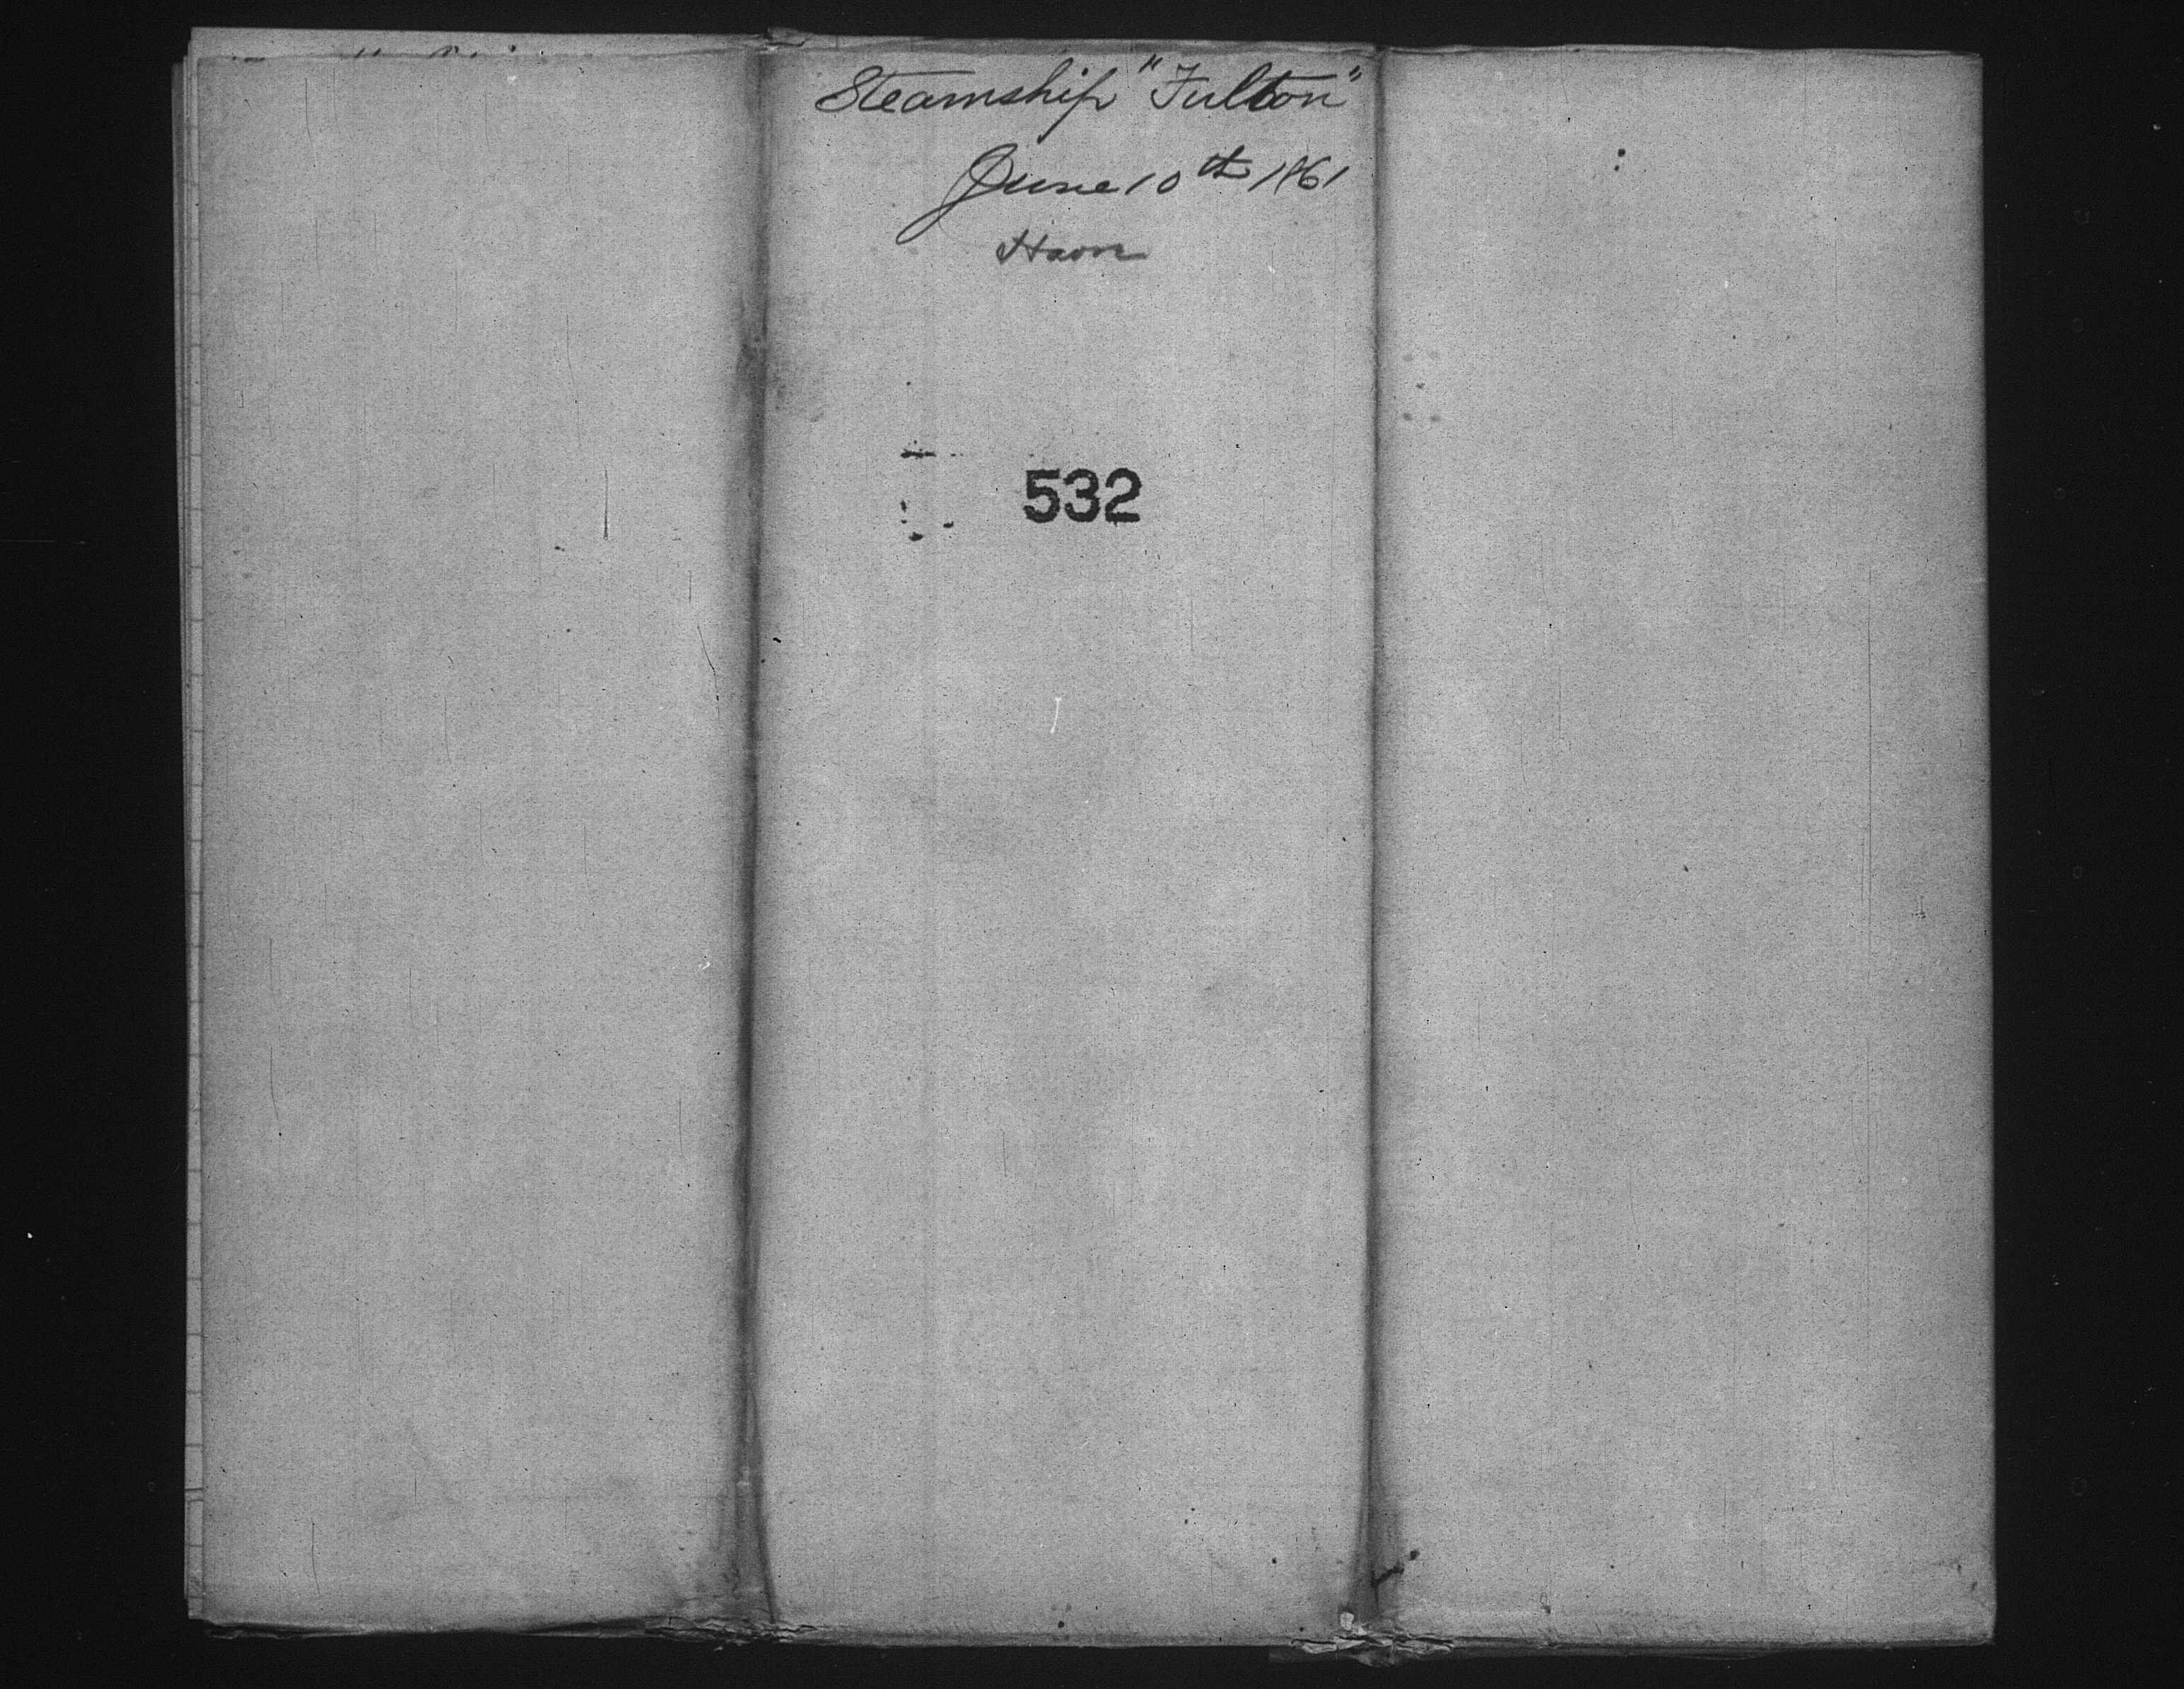 Steamship "Fulton"
June 10th 1861
Havre
532